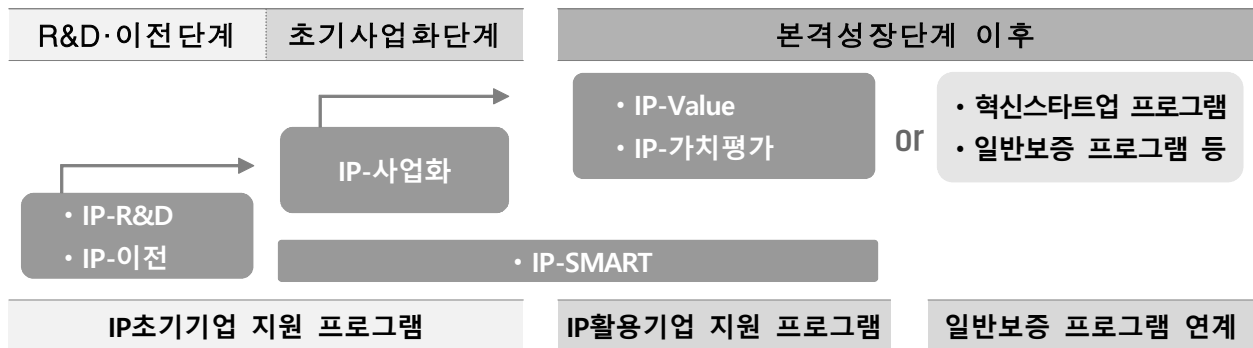 R&D·이전단계
초기사업화단계
본격성장단계 이후
· IP-Value
· IP-가치평가
or
· 혁신스타트업 프로그램
· 일반보증 프로그램 등
IP-사업화
· IP-R&D
· IP-이전
· IP-SMART
IP초기기업 지원 프로그램
IP활용기업 지원 프로그램
일반보증 프로그램 연계